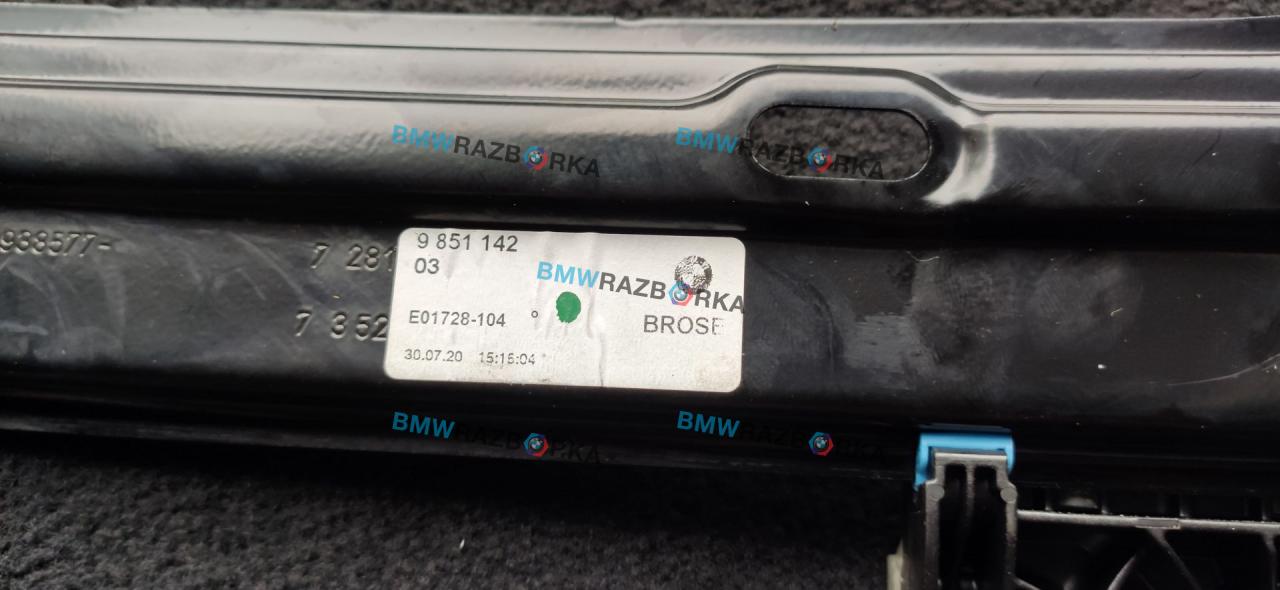 BMWRAZBORKA BMWRAZBORKA
938577-
7 281
7 352
9 851 142
03
BMWRAZBORKA
E01728-104
BROSE
30.07.20 15:15:04
BMWRAZBORKA BMWRAZBORKA